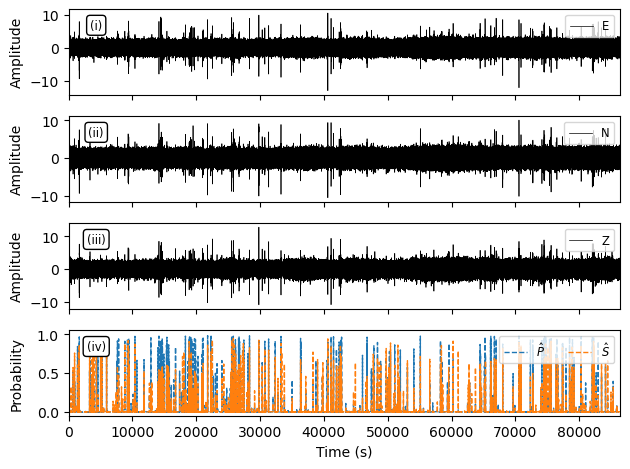 10
0
−10
Amplitude
(i)
E
10
0
−10
Amplitude
(ii)
N
10
0
−10
Amplitude
(iii)
Z
1.0
0.5
0.0
Probability
(iv)
P̂ Ŝ
0 10000 20000 30000 40000 50000 60000 70000 80000
Time (s)